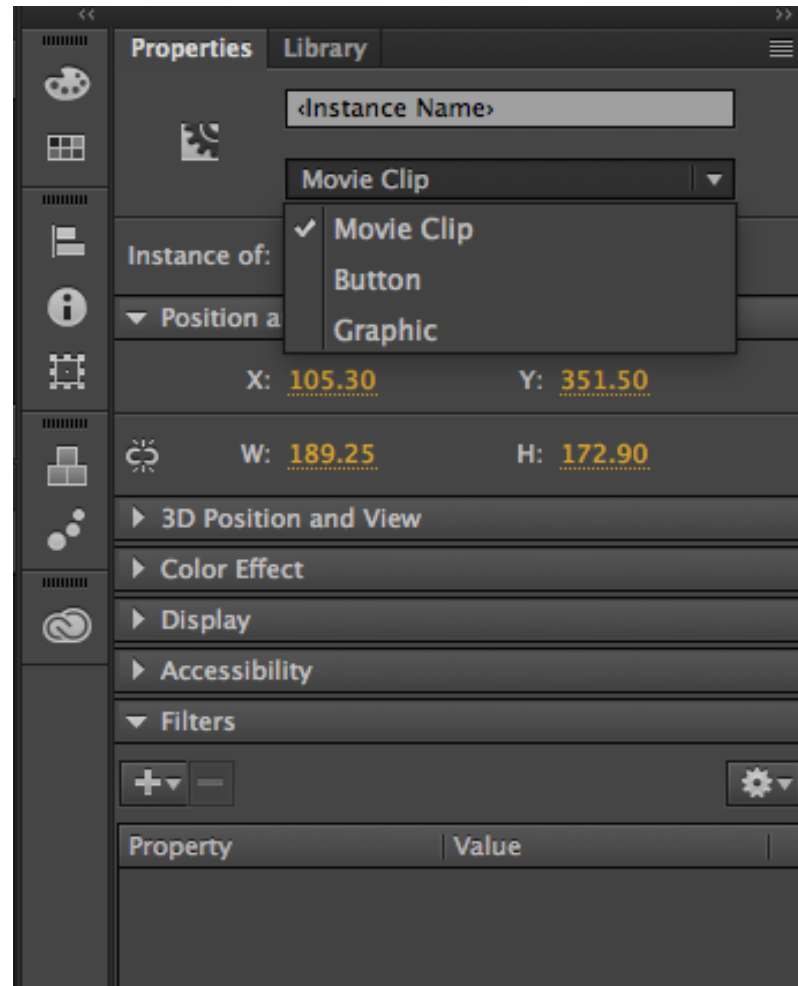 << >>
Properties Library
‹Instance Name›
Movie Clip
✓ Movie Clip
Instance of:
Button
Position a
Graphic
X: 105.30 Y: 351.50
W: 189.25 H: 172.90
3D Position and View
Color Effect
Display
Accessibility
Filters
Property Value